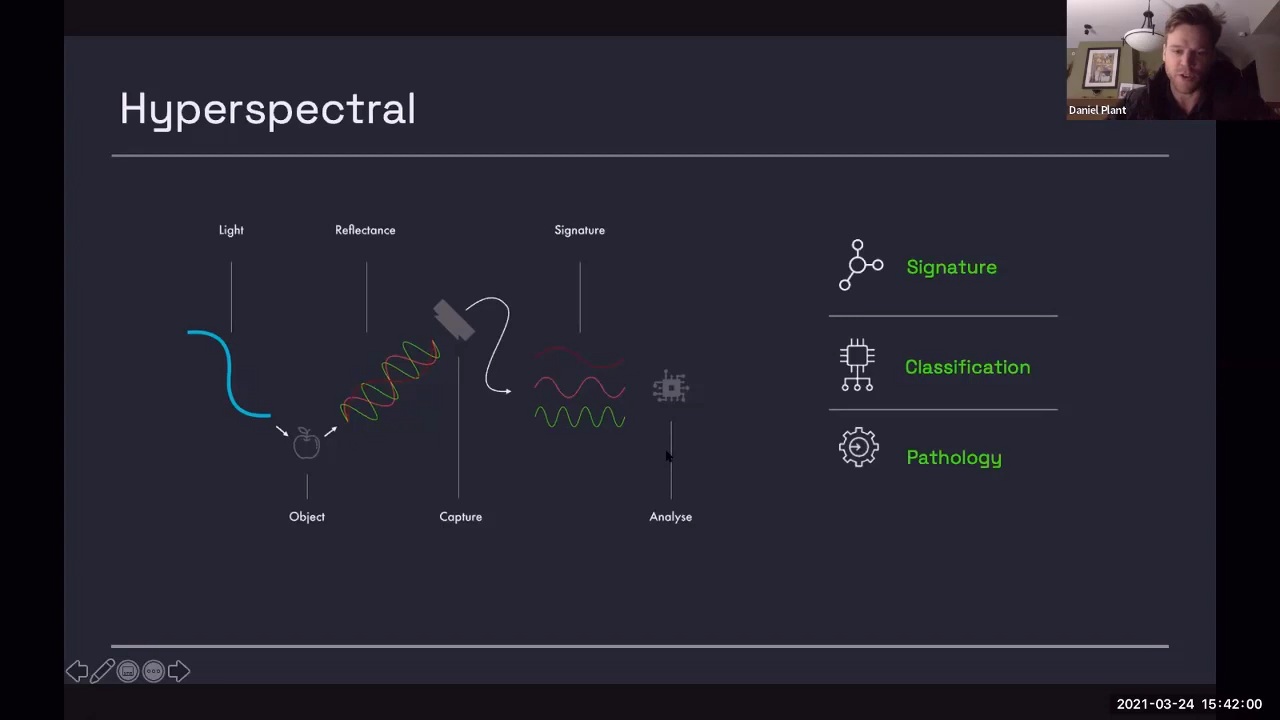 Hyperspectral
Daniel Plant
Light
Reflectance
Signature
Object
Capture
Analyse
Signature
Classification
Pathology
2021-03-24 15:42:00